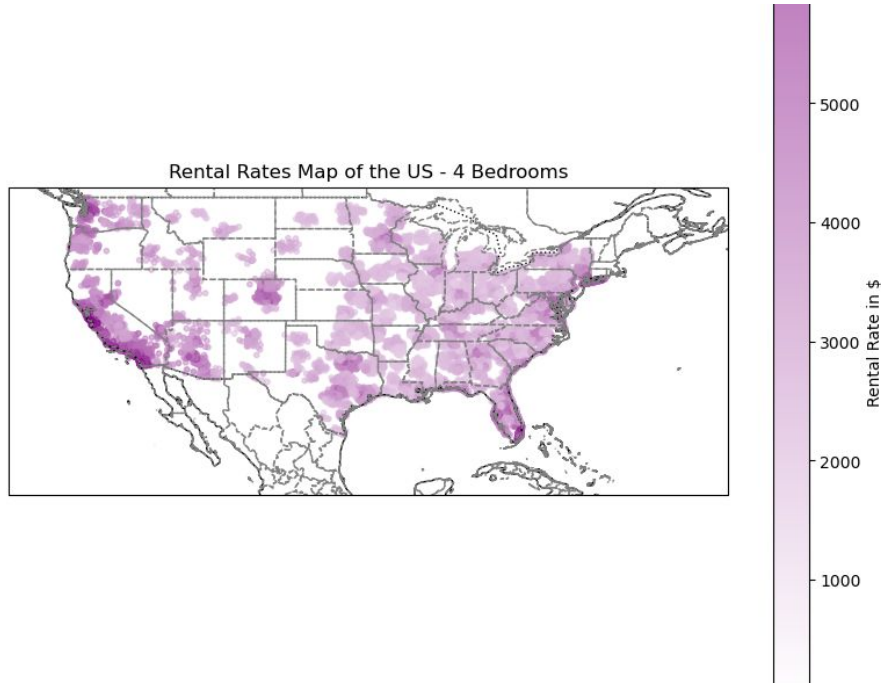 Rental Rates Map of the US - 4 Bedrooms
5000
4000
3000
2000
1000
Rental Rate in $